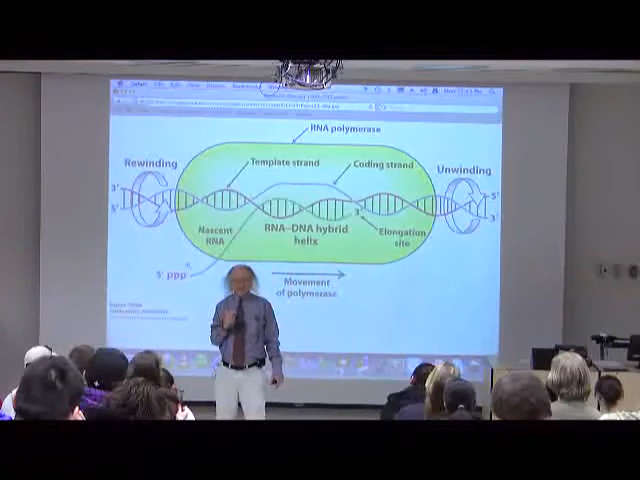 RNA polymerase
Rewinding
Template strand
Coding strand
Unwinding
3'
5'
5'
3'
3'
Nascent
RNA
RNA–DNA hybrid
helix
Elongation
site
5' ppp
Movement
of polymerase